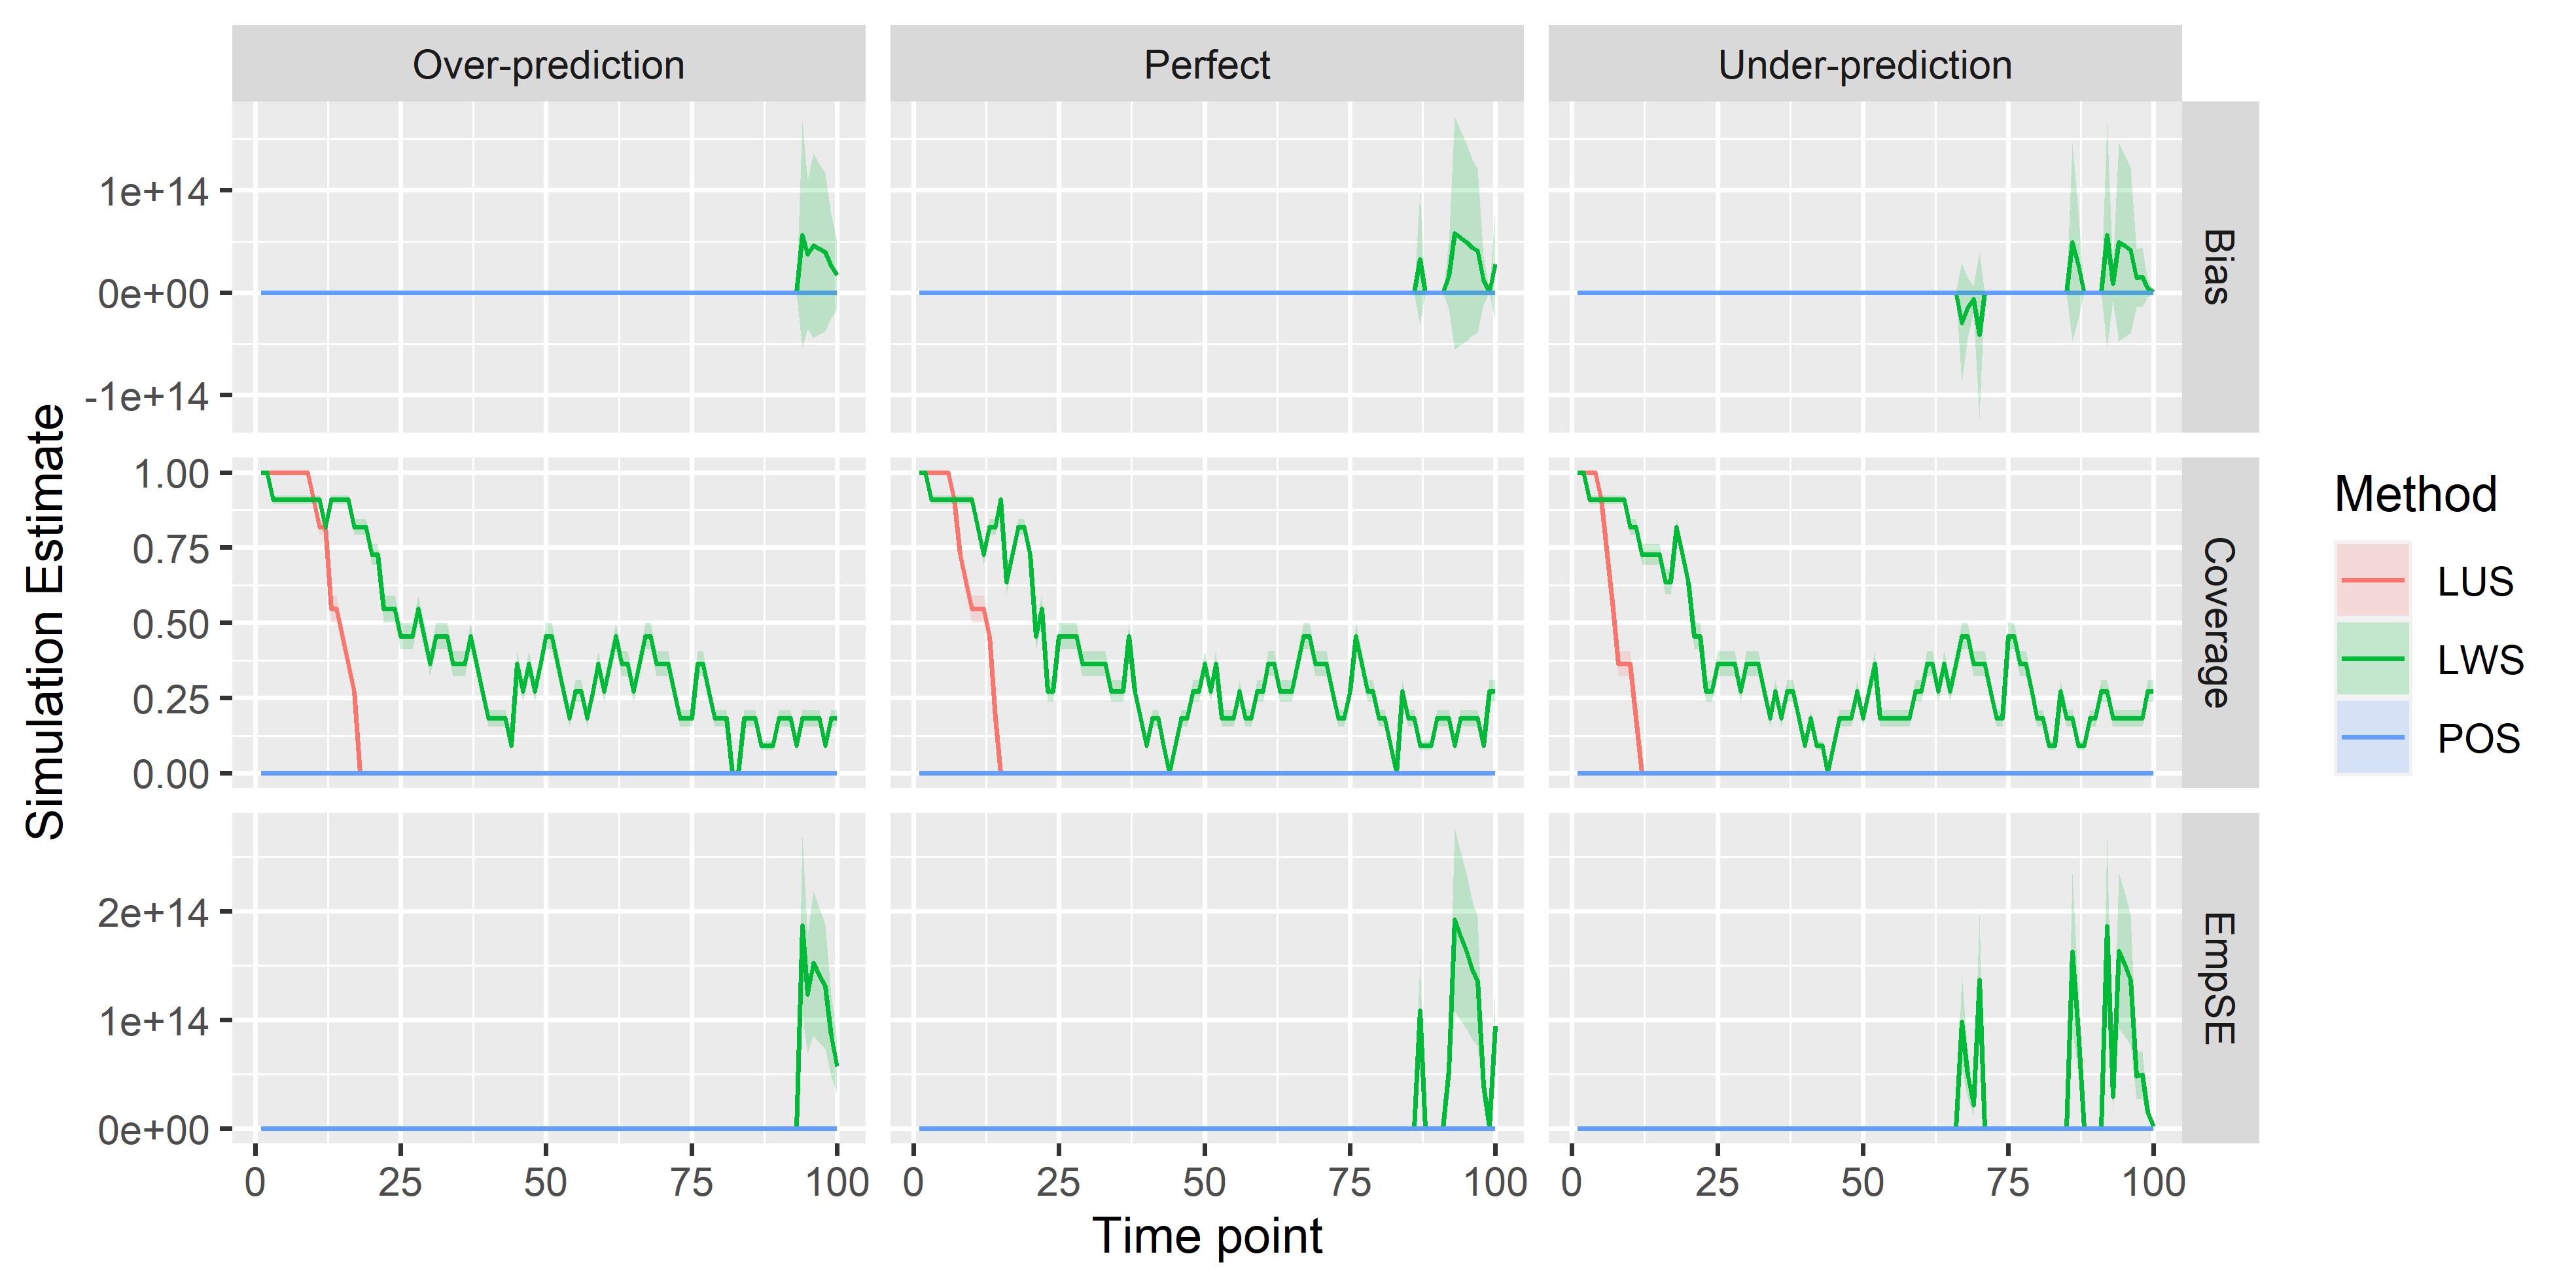 Over-prediction
Perfect
Under-prediction
1e+14
0e+00
-1e+14
Bias
1.00
0.75
0.50
0.25
0.00
Coverage
2e+14
1e+14
0e+00
EmpSE
0 25 50 75 100
0 25 50 75 100
0 25 50 75 100
Time point
Simulation Estimate
Method
LUS
LWS
POS